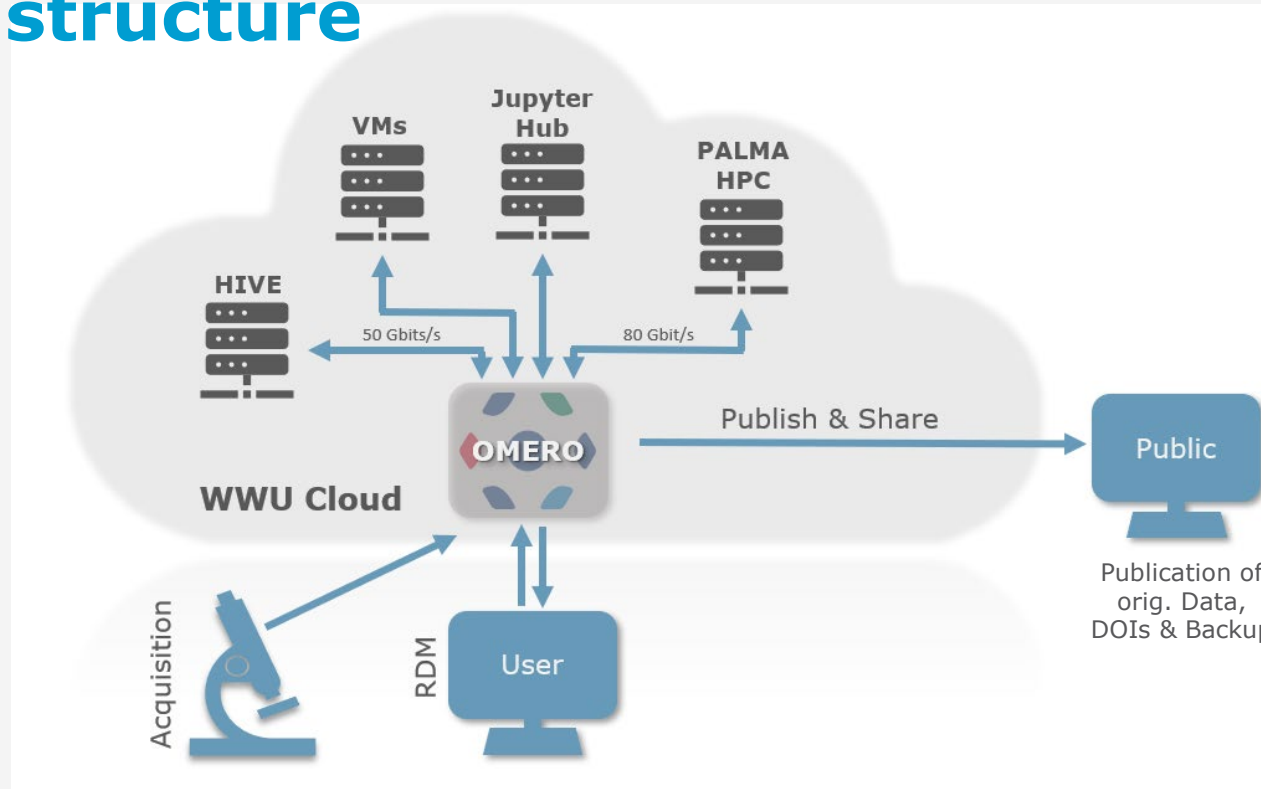 structure
Jupyter
Hub
VMs
PALMA
HPC
HIVE
50 Gbits/s
80 Gbit/s
Publish & Share
OMERO
Public
WWU Cloud
Publication of
orig. Data,
DOIs & Backup
Acquisition
RDM
User